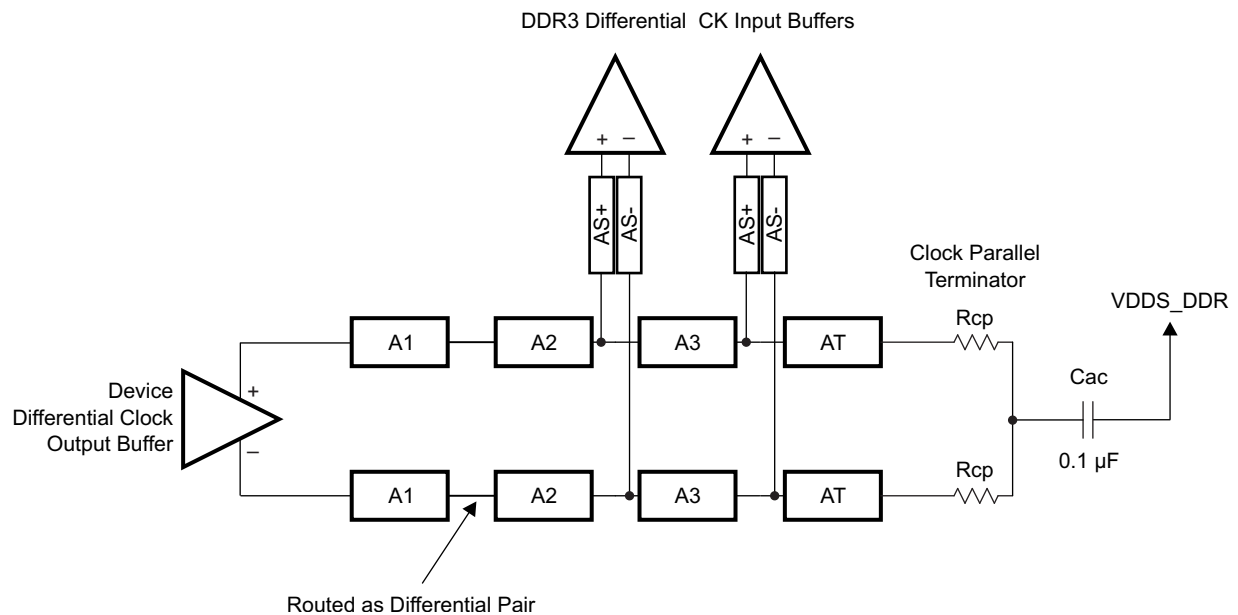 DDR3 Differential CK Input Buffers
+ – + –
AS+ AS- AS+ AS-
Clock Parallel
Terminator
VDDS_DDR
Rcp
A1 A2 A3 AT
Cac
Device
Differential Clock
Output Buffer
+
–
0.1 µF
Rcp
A1 A2 A3 AT
Routed as Differential Pair